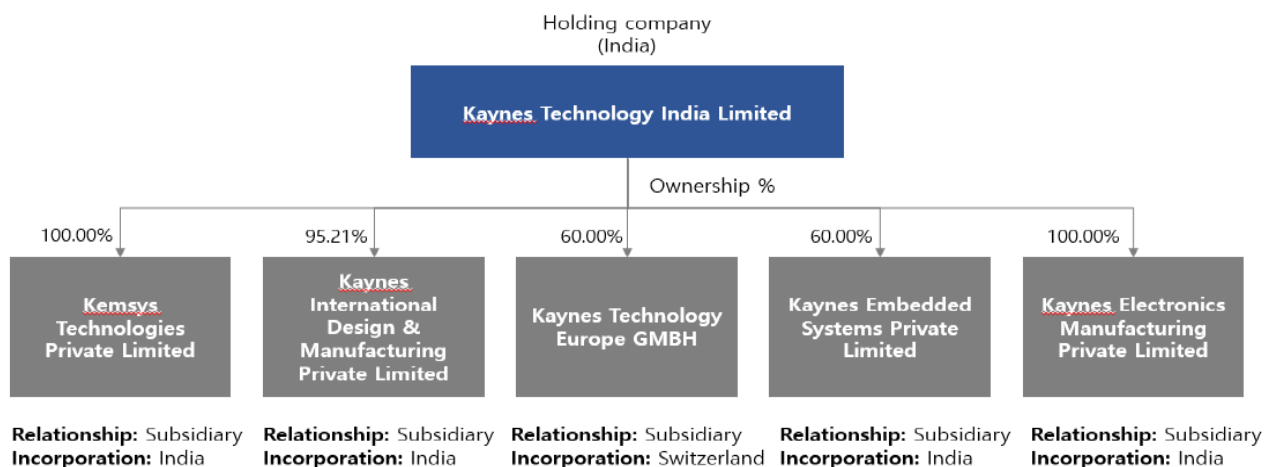 Holding company
(India)
Kaynes Technology India Limited
Ownership %
100.00%
95.21%
60.00%
60.00%
100.00%
Kemsys
Technologies
Private Limited
Kaynes
International
Design &
Manufacturing
Private Limited
Kaynes Technology
Europe GMBH
Kaynes Embedded
Systems Private
Limited
Kaynes Electronics
Manufacturing
Private Limited
Relationship: Subsidiary
Incorporation: India
Relationship: Subsidiary
Incorporation: India
Relationship: Subsidiary
Incorporation: Switzerland
Relationship: Subsidiary
Incorporation: India
Relationship: Subsidiary
Incorporation: India